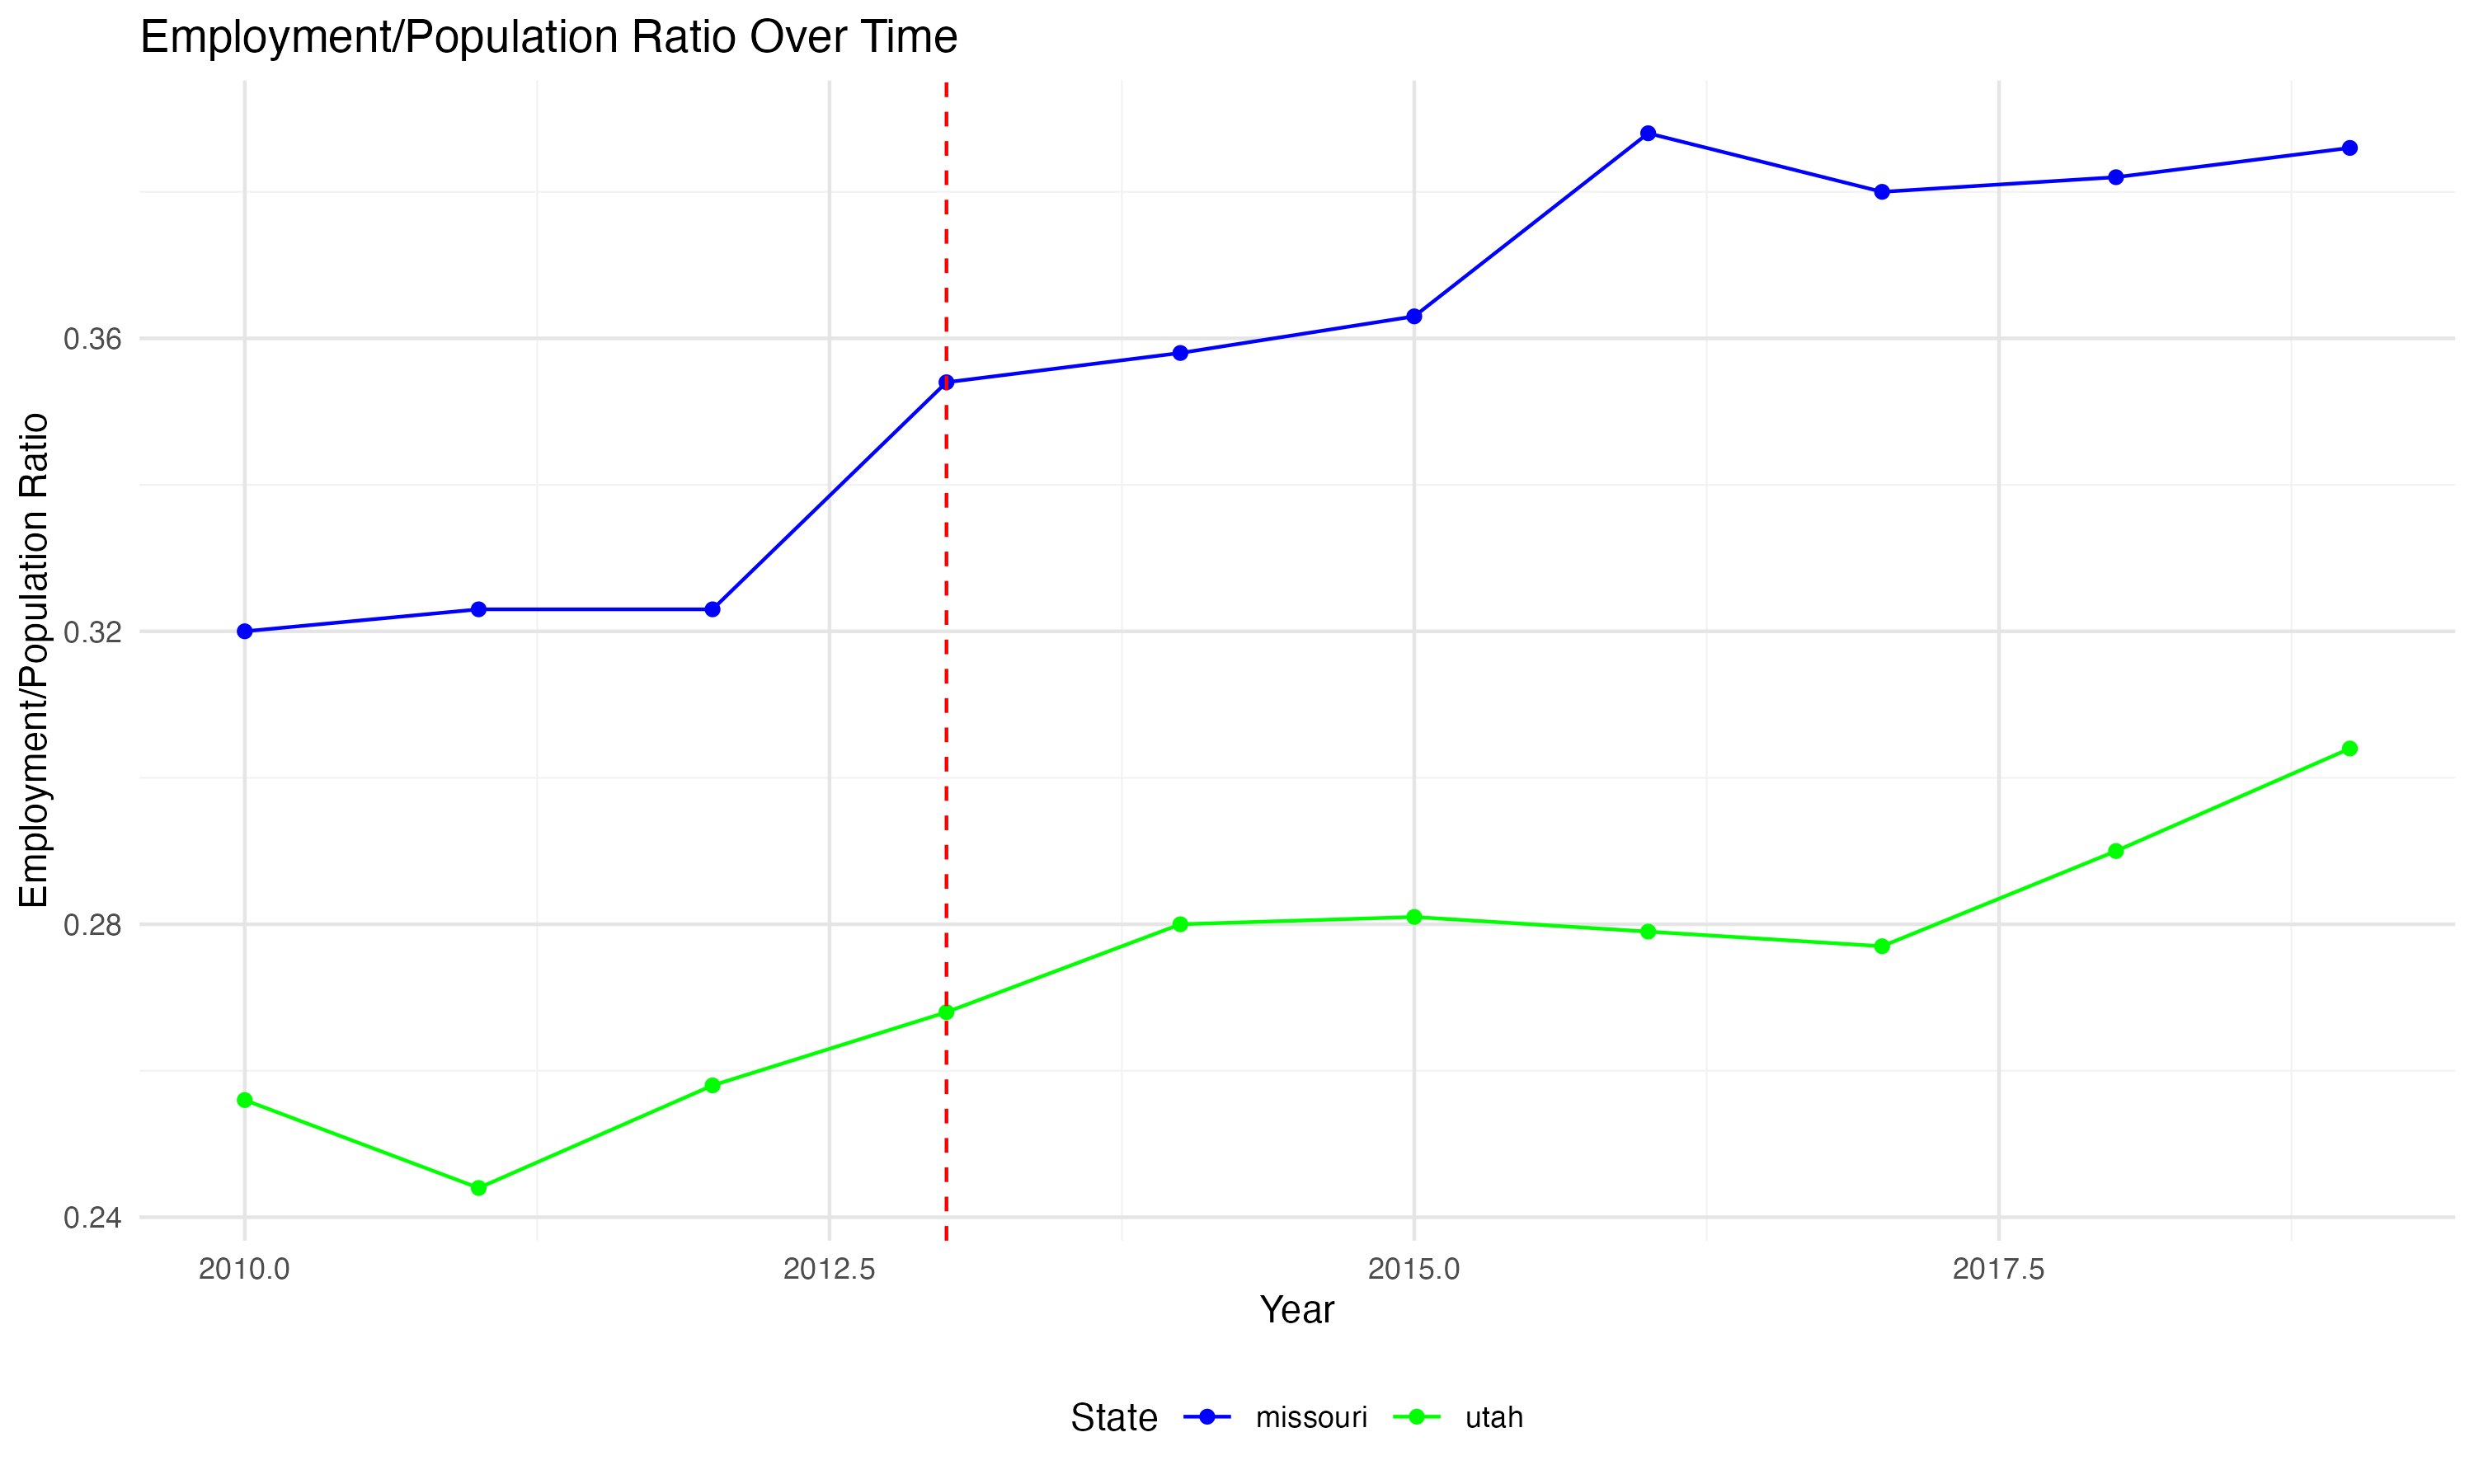 Employment/Population Ratio Over Time
Employment/Population Ratio
0.36
0.32
0.28
0.24
2010.0 2012.5 2015.0 2017.5
Year
State missouri utah